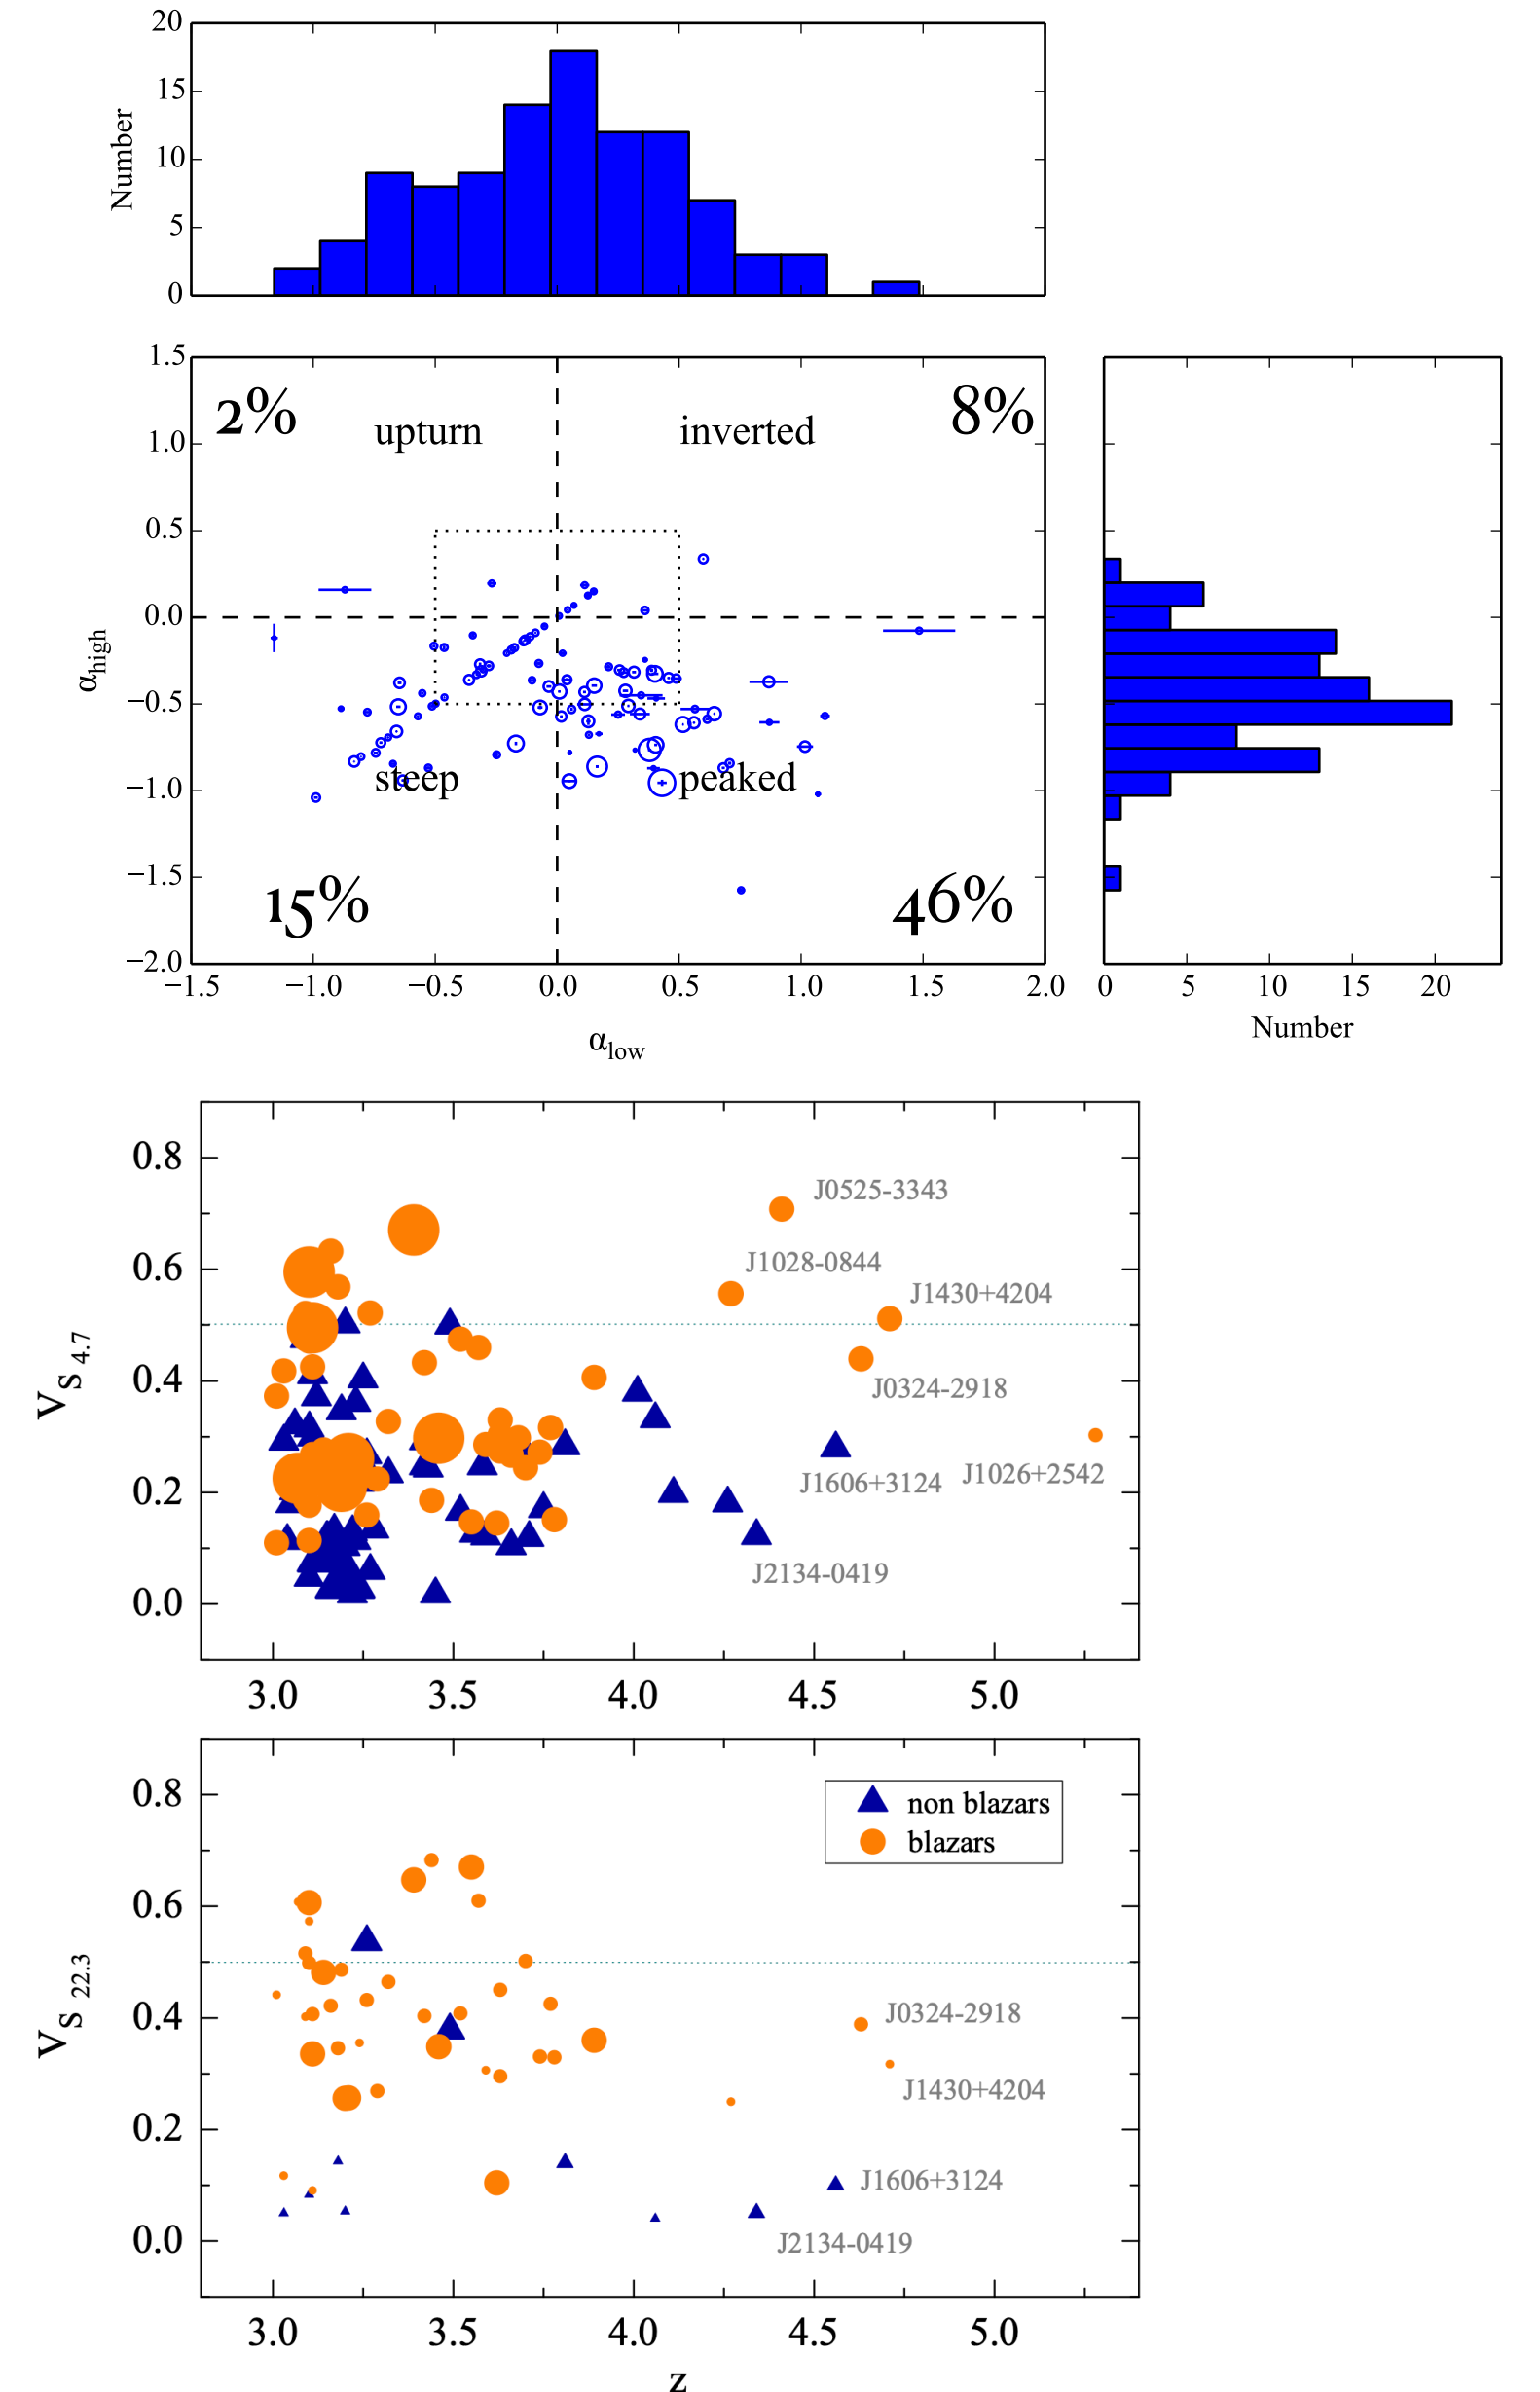 20
15
10
5
0
Number
1.5
1.0
0.5
0.0
−0.5
−1.0
−1.5
−2.0
α high
2%
upturn
inverted
8%
steep
peaked
15%
46%
−1.5 −1.0 −0.5 0.0 0.5 1.0 1.5 2.0
α low
0 5 10 15 20
Number
0.8
0.6
0.4
0.2
0.0
V S 4.7
J0525-3343
J1028-0844
J1430+4204
J0324-2918
J1606+3124 J1026+2542
J2134-0419
3.0 3.5 4.0 4.5 5.0
0.8
0.6
0.4
0.2
0.0
V S 22.3
non blazars
blazars
J0324-2918
J1430+4204
J1606+3124
J2134-0419
3.0 3.5 4.0 4.5 5.0
z